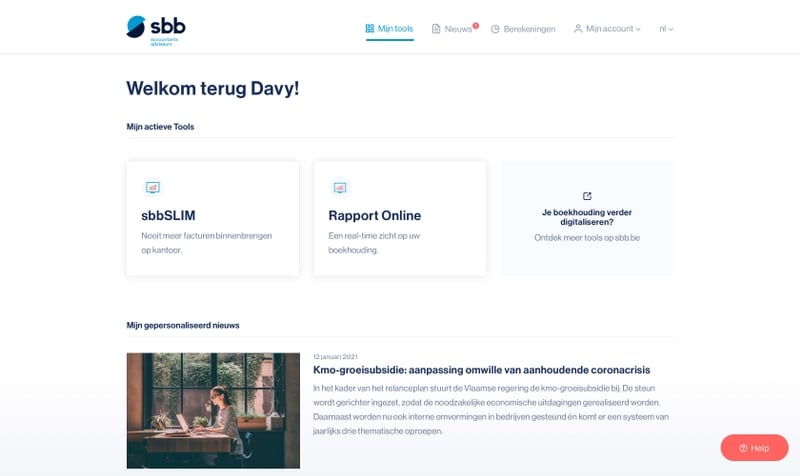 sbb
accountants
adviseurs
Mijn tools
Nieuws
Berekeningen
Mijn account
nl
Welkom terug Davy!
Mijn actieve Tools
sbbSLIM
Nooit meer facturen binnenbrengen
op kantoor.
Rapport Online
Een real-time zicht op uw
boekhouding.
Je boekhouding verder
digitaliseren?
Ontdek meer tools op sbb.be
Mijn gepersonaliseerd nieuws
12 januari 2021
Kmo-groeisubsidie: aanpassing omwille van aanhoudende coronacrisis
In het kader van het relanceplan stuurt de Vlaamse regering de kmo-groeisubsidie bij. De steun
wordt gerichter ingezet, zodat de noodzakelijke economische uitdagingen gerealiseerd worden.
Daarnaast worden nu ook interne omvormingen in bedrijven gesteund én komt er een systeem van
jaarlijks drie thematische oproepen.
Help